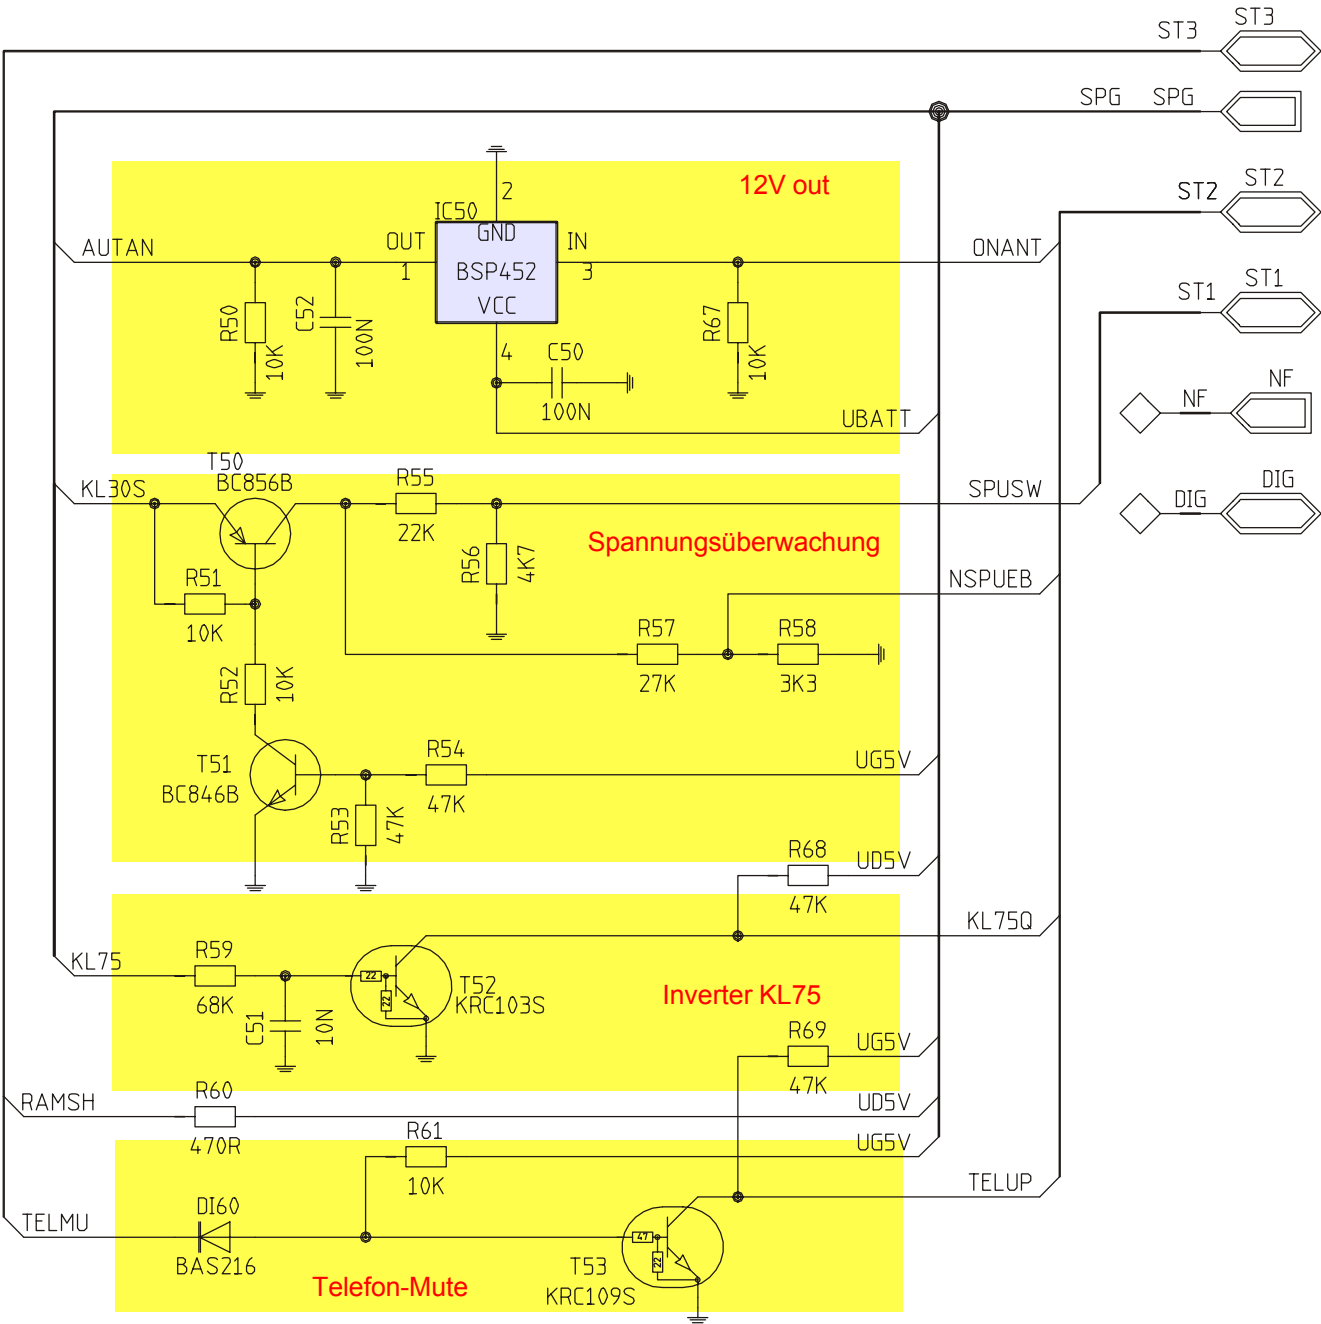 ST3 ST3
SPG SPG
12V out
2
IC50
GND
ST2 ST2
AUTAN
OUT
IN
ONANT
1
BSP452
3
VCC
R50
10K
C52
100N
R67
10K
ST1 ST1
4
C50
100N
UBATT
NF NF
T50
BC856B
KL30S
R55
22K
SPUSW
DIG DIG
Spannungsüberwachung
R56
4K7
R51
10K
NSPUEB
R57
27K
R58
3K3
R52
10K
T51
BC846B
R54
47K
UG5V
R53
47K
R68
47K
UD5V
KL75Q
KL75
R59
68K
22
22
T52
KRC103S
Inverter KL75
C51
10N
R69
47K
UG5V
RAMSH
R60
470R
UD5V
R61
10K
UG5V
TELUP
TELMU
DI60
BAS216
47
22
T53
KRC109S
Telefon-Mute